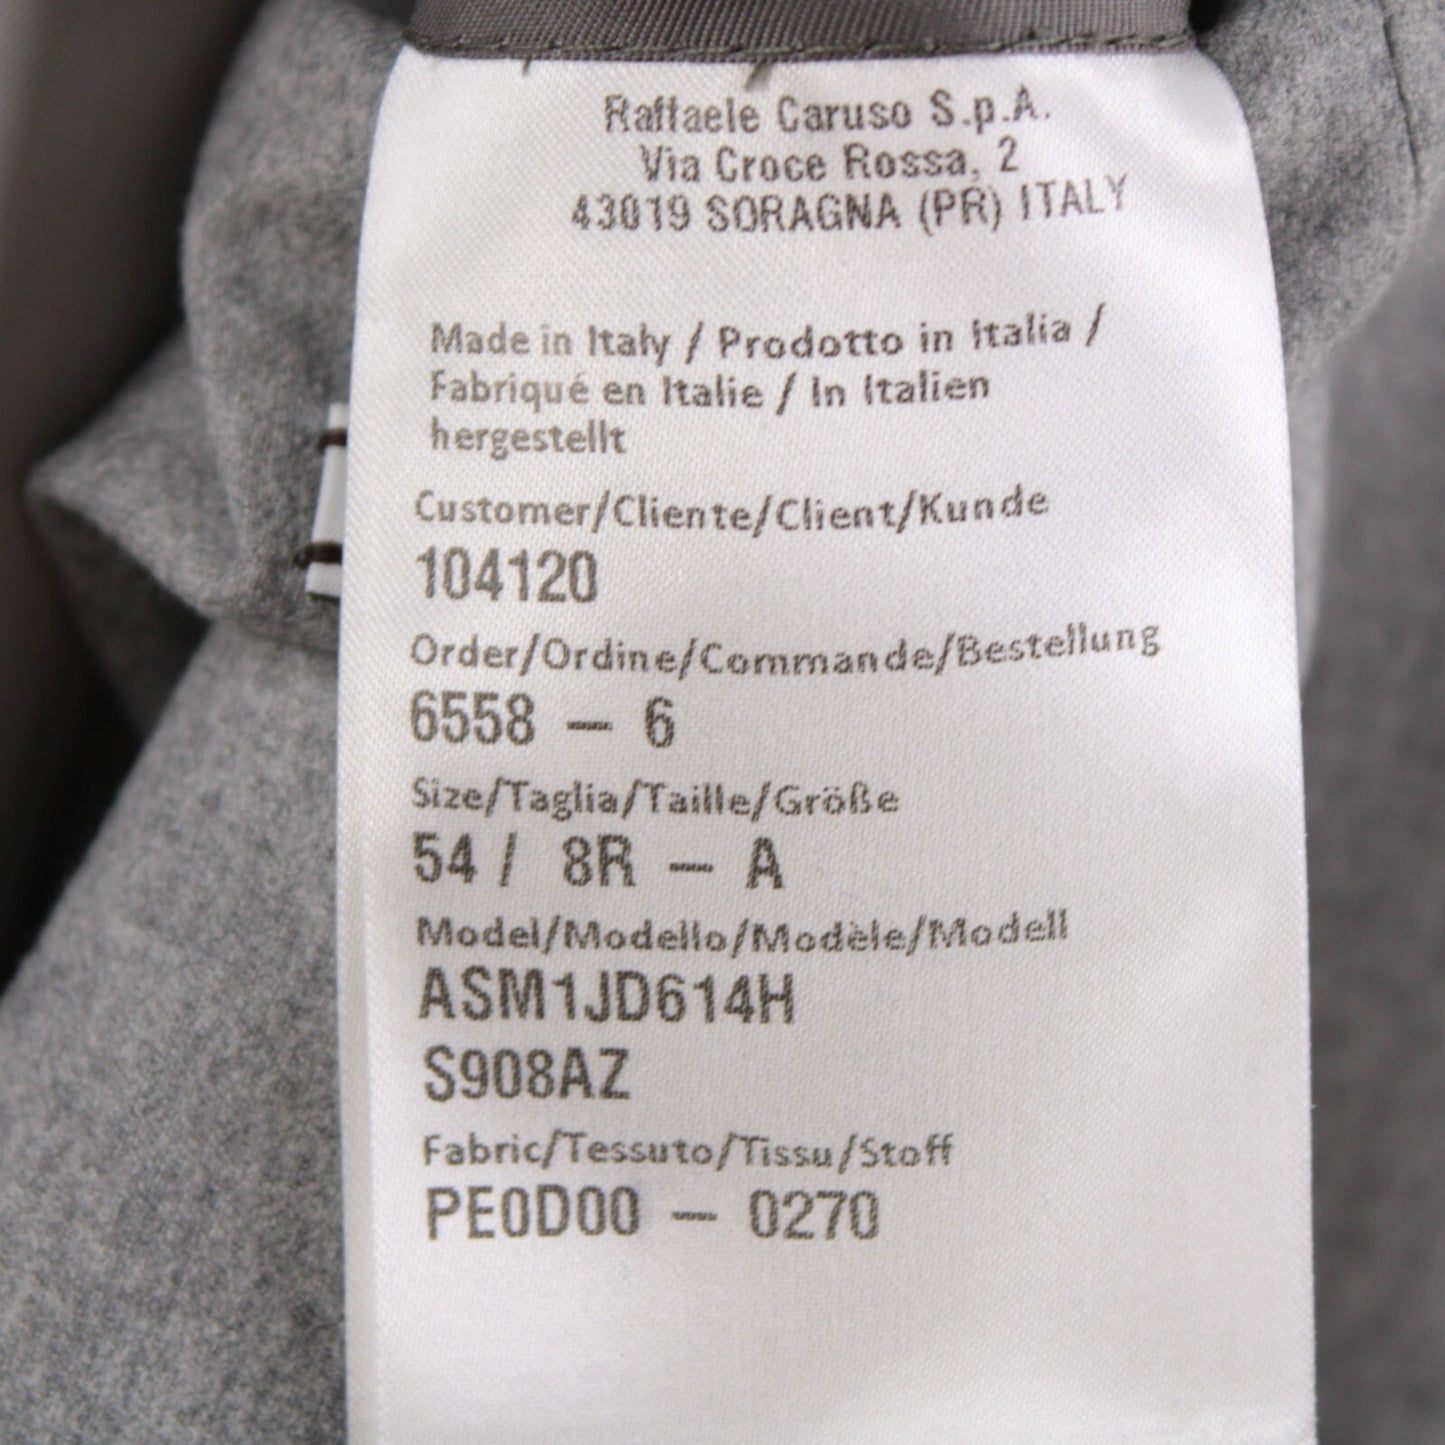 Raffaele Caruso S.p.A.
Via Croce Rossa, 2
43019 SORAGNA (PR) ITALY
Made in Italy / Prodotto in Italia /
Fabriqué en Italie / In Italien
hergestellt
Customer/Cliente/Client/Kunde
104120
Order/Ordine/Commande/Bestellung
6558 – 6
Size/Taglia/Taille/Größe
54 / 8R – A
Model/Modello/Modèle/Modell
ASM1JD614H
S908AZ
Fabric/Tessuto/Tissu/Stoff
PE0D00 – 0270